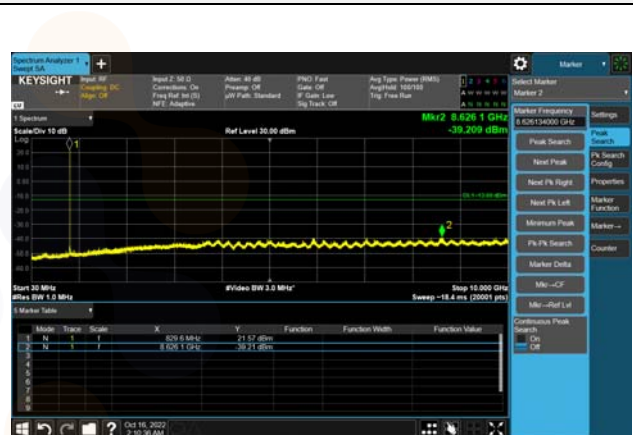 Spectrum Analyzer 1
Swept SA
+
Marker
KEYSIGHT
Input: RF
Coupling: DC
Align: Off
Input Z: 50 Ω
Corrections: On
Freq Ref: Int (S)
NFE: Adaptive
Atten: 40 dB
Preamp: Off
µW Path: Standard
PNO: Fast
Gate: Off
IF Gain: Low
Sig Track: Off
Avg Type: Power (RMS)
Avg|Hold: 100/100
Trig: Free Run
Select Marker
Marker 2
LW
1 Spectrum
Scale/Div 10 dB
Log
Ref Level 30.00 dBm
Mkr2 8.626 1 GHz
-39.209 dBm
Marker Frequency
8.626134000 GHz
Peak Search
Next Peak
Next Pk Right
Next Pk Left
Minimum Peak
Pk-Pk Search
Marker Delta
Mkr→CF
Mkr→Ref Lvl
Continuous Peak
Search
On
Off
Settings
Peak
Search
Pk Search
Config
Properties
Marker
Function
Marker→
Counter
1
2
Start 30 MHz
#Res BW 1.0 MHz
#Video BW 3.0 MHz*
Stop 10.000 GHz
Sweep ~18.4 ms (20001 pts)
5 Marker Table
Mode Trace Scale X Y Function Function Width Function Value
1 N 1 f 829.6 MHz 21.57 dBm
2 N 1 f 8.626 1 GHz -39.21 dBm
3
4
5
6
7
8
9
?
Oct 16, 2022
2:10:36 AM